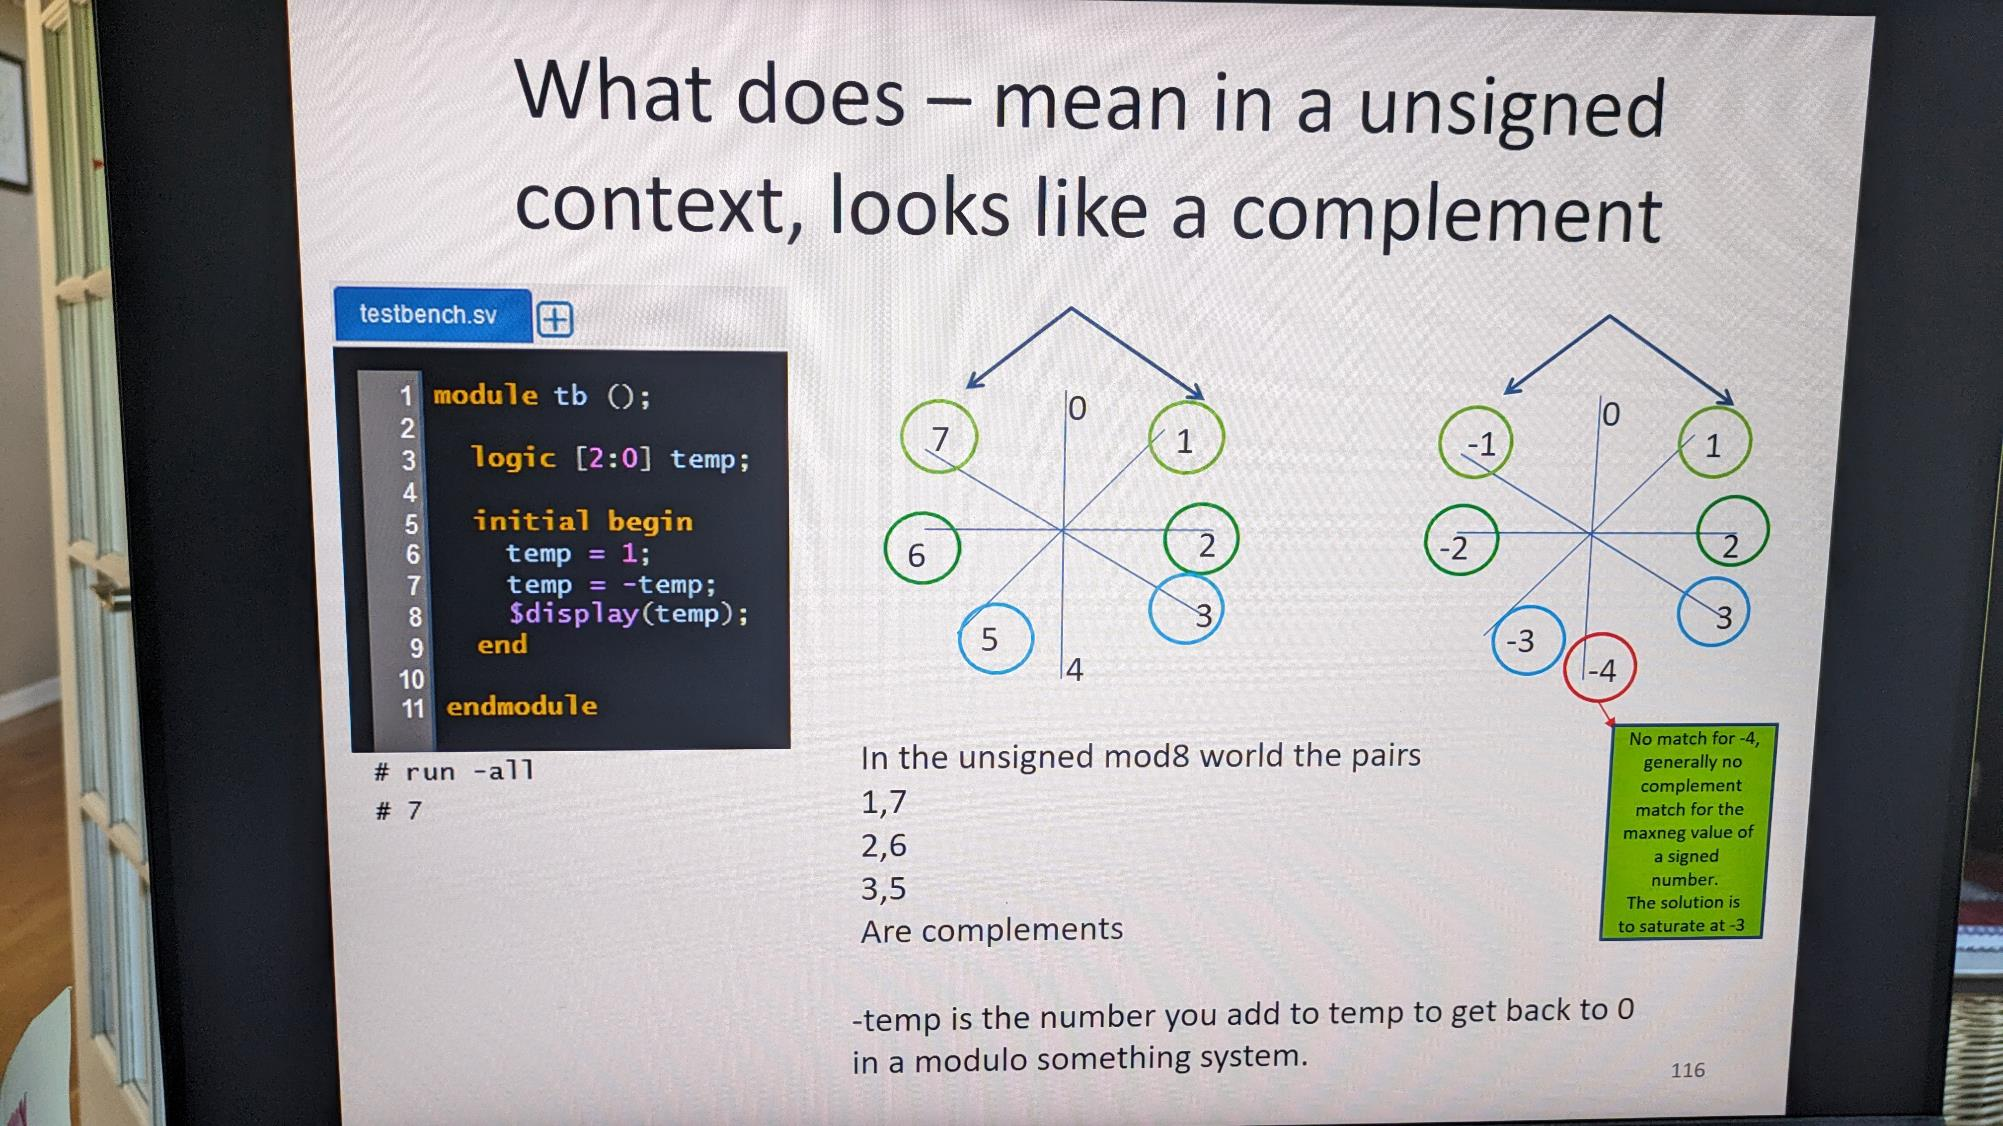 What does – mean in a unsigned
context, looks like a complement
testbench.sv
1 module tb ();
2
3 logic [2:0] temp;
4
5 initial begin
6 temp = 1;
7 temp = -temp;
8 $display(temp);
9 end
10
11 endmodule
# run -all
# 7
0
7
1
6
2
5
3
4
0
-1
1
-2
2
-3
3
-4
In the unsigned mod8 world the pairs
1,7
2,6
3,5
Are complements
No match for -4,
generally no
complement
match for the
maxneg value of
a signed
number.
The solution is
to saturate at -3
-temp is the number you add to temp to get back to 0
in a modulo something system.
116